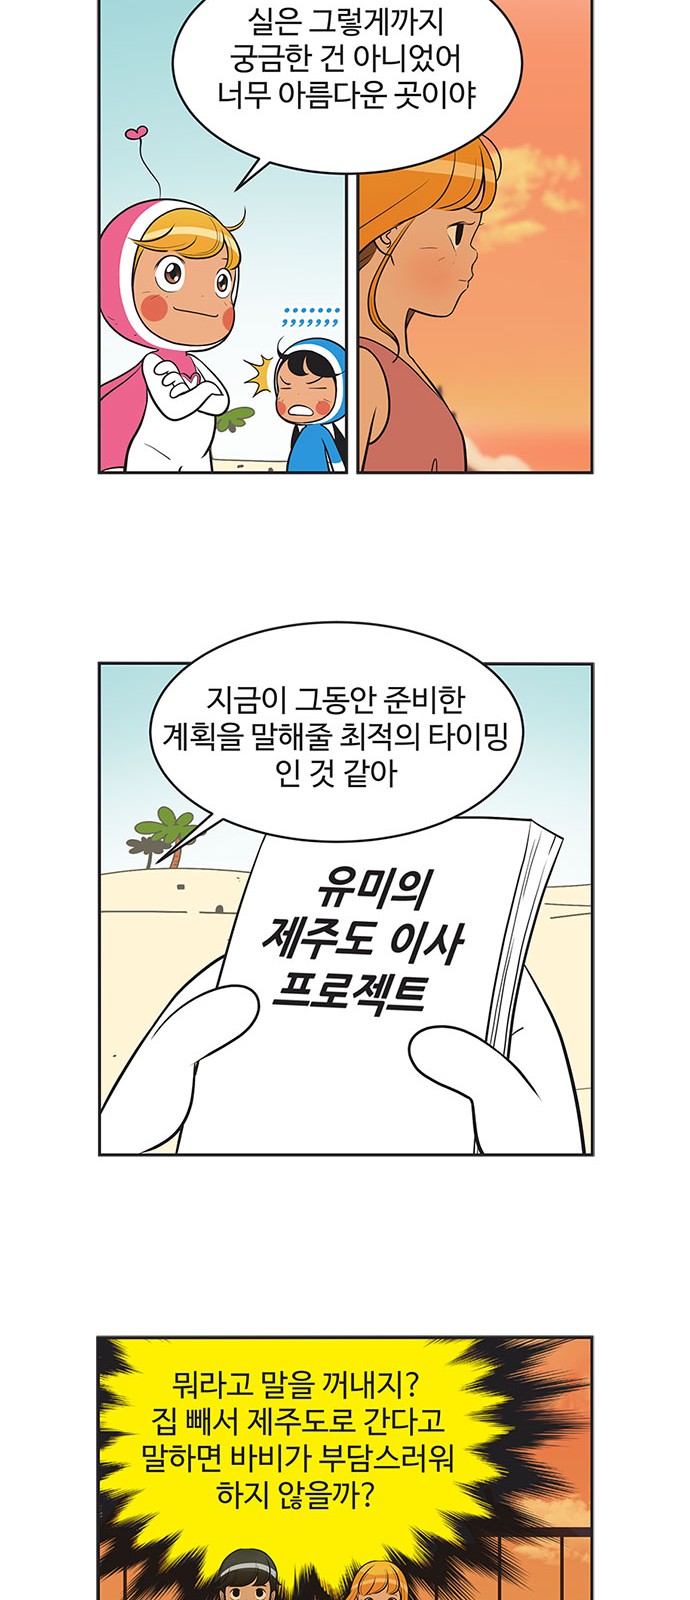 실은 그렇게까지
궁금한 건 아니었어
너무 아름다운 곳이야
지금이 그동안 준비한
계획을 말해줄 최적의 타이밍
인 것 같아
유미의
제주도 이사
프로젝트
뭐라고 말을 꺼내지?
집 빼서 제주도로 간다고
말하면 바비가 부담스러워
하지 않을까?